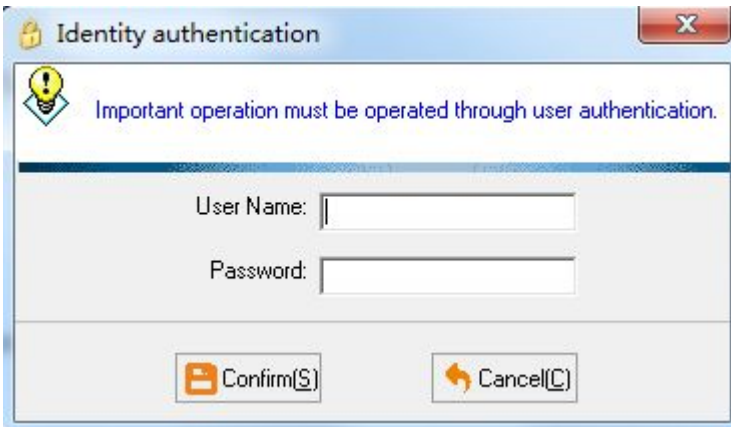 Identity authentication
Important operation must be operated through user authentication.
User Name:
Password:
Confirm(S) Cancel(C)